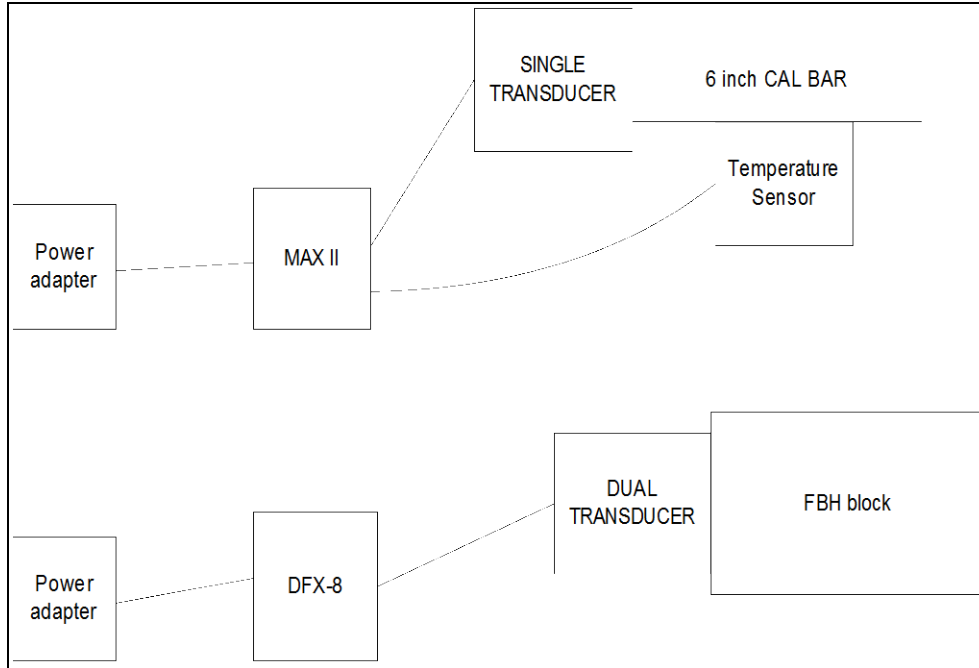 SINGLE
TRANSDUCER
6 inch CAL BAR
Temperature
Sensor
Power
adapter
MAX II
DUAL
TRANSDUCER
FBH block
Power
adapter
DFX-8